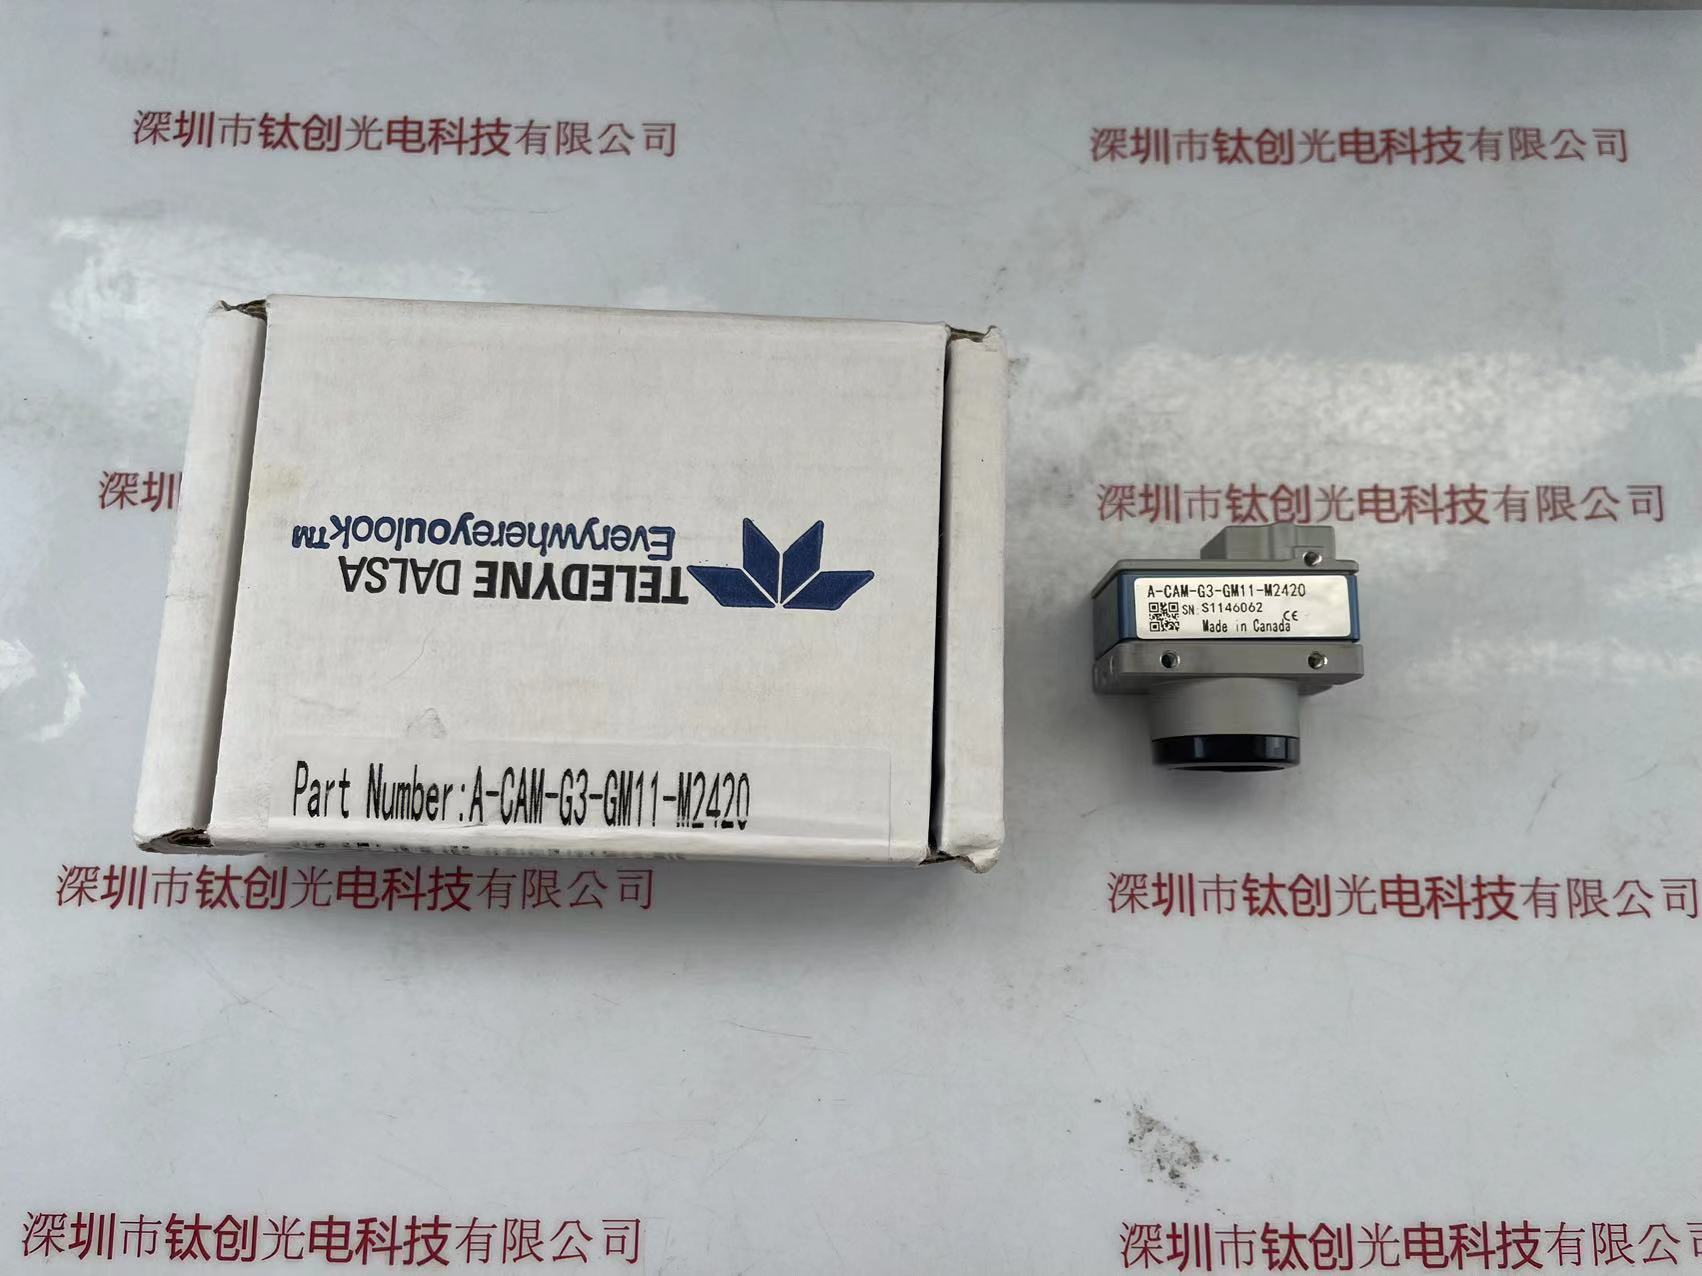 深圳市钛创光电科技有限公司
深圳市钛创光电科技有限公司
深圳
深圳市钛创光电科技有限公司
TELEDYNE DALSA
Everywhereyoulook™
Part Number:A-CAM-G3-GM11-M2420
A-CAM-G3-GM11-M2420
SN:S1146062
CE
Made in Canada
深圳市钛创光电科技有限公司
深圳市钛创光电科技有限公司
深圳市钛创光电科技有限公司
深圳市钛创光电科技有限公